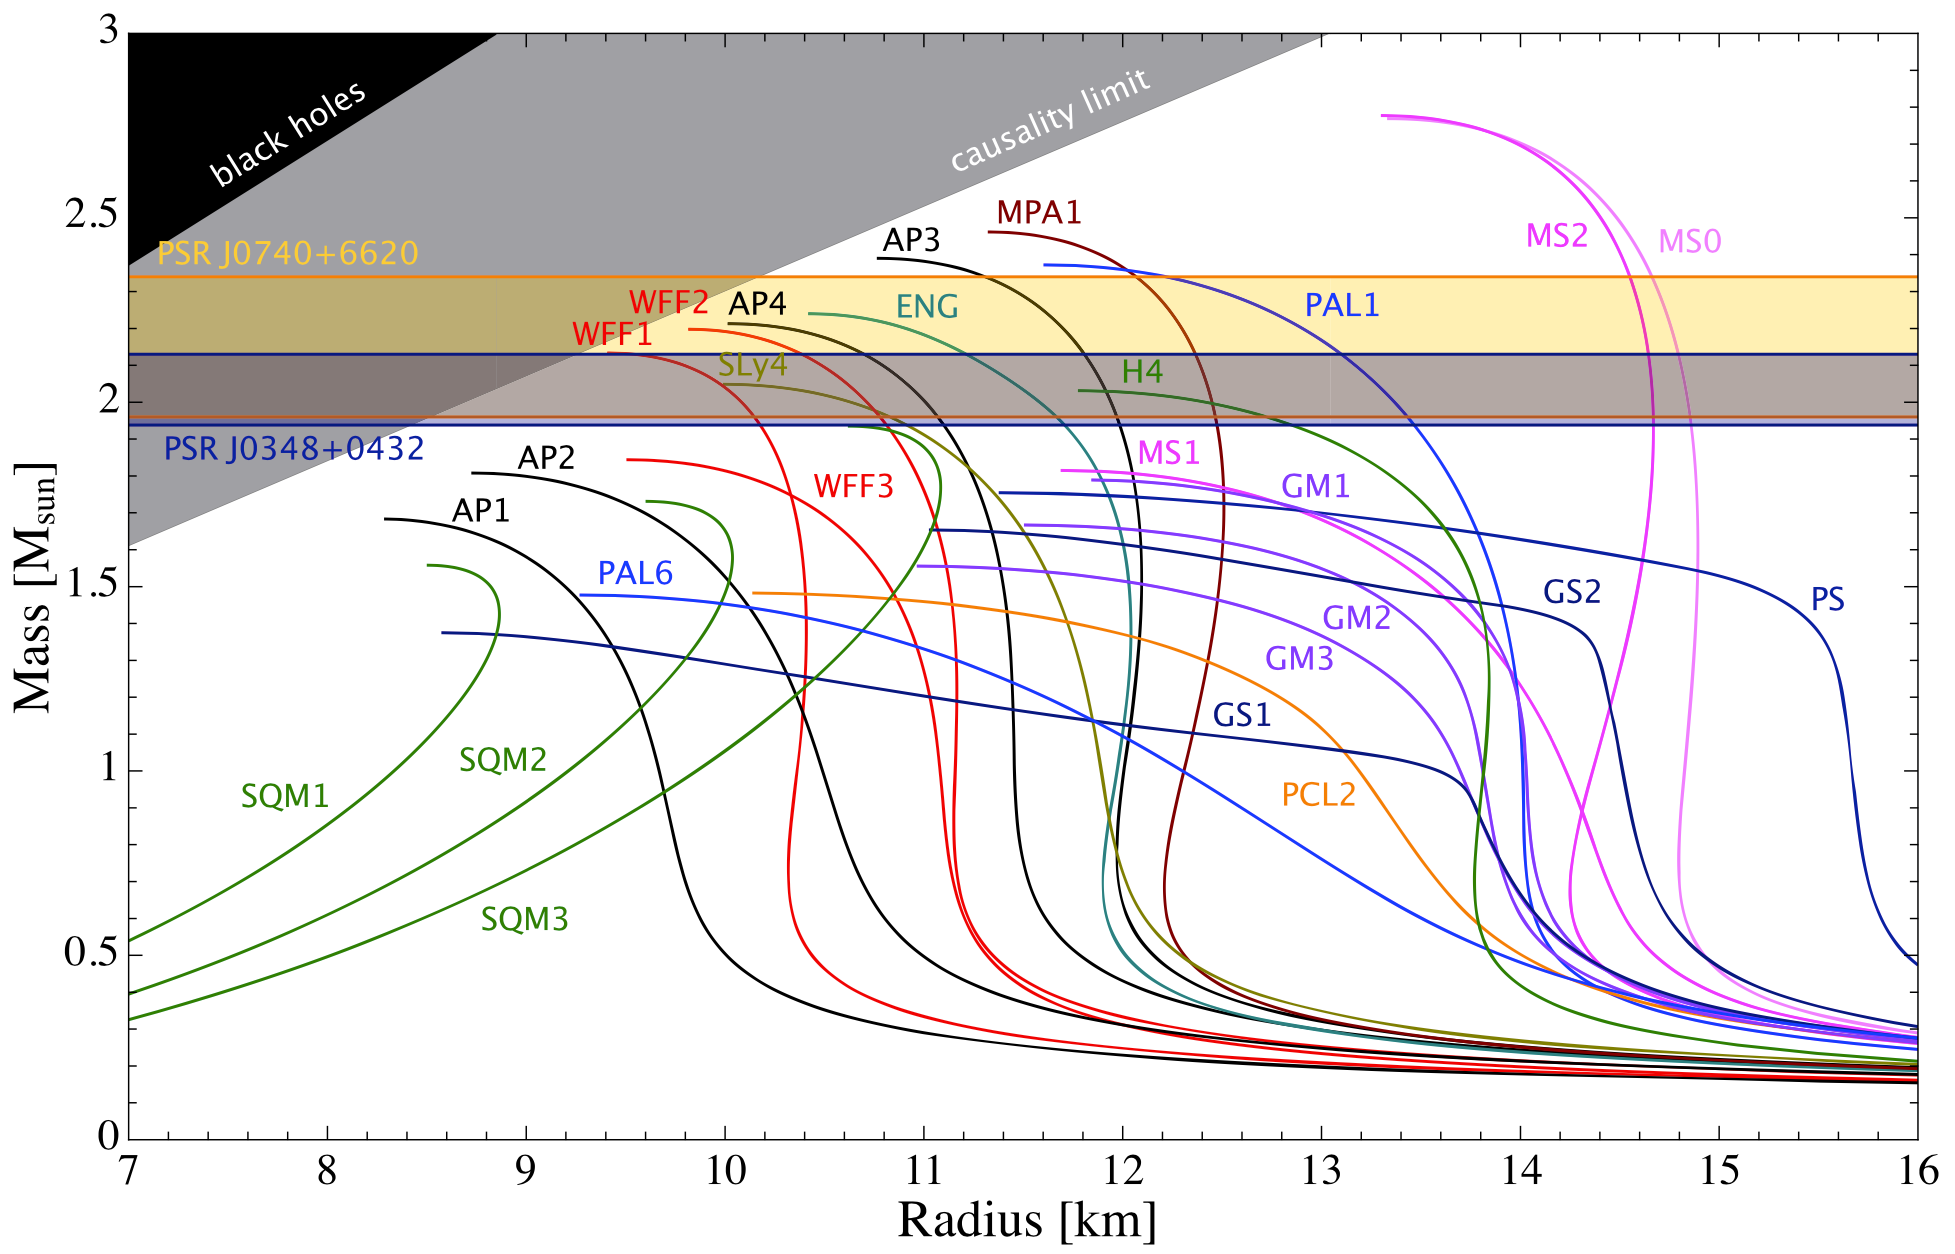 3
2.5
2
1.5
1
0.5
0
Mass [Msun]
black holes
causality limit
PSR J0740+6620
PSR J0348+0432
MPA1
AP3
MS2
MS0
WFF2
AP4
ENG
PAL1
WFF1
SLy4
H4
AP2
MS1
WFF3
GM1
AP1
PAL6
GS2
PS
GM2
GM3
GS1
SQM2
SQM1
PCL2
SQM3
7 8 9 10 11 12 13 14 15 16
Radius [km]